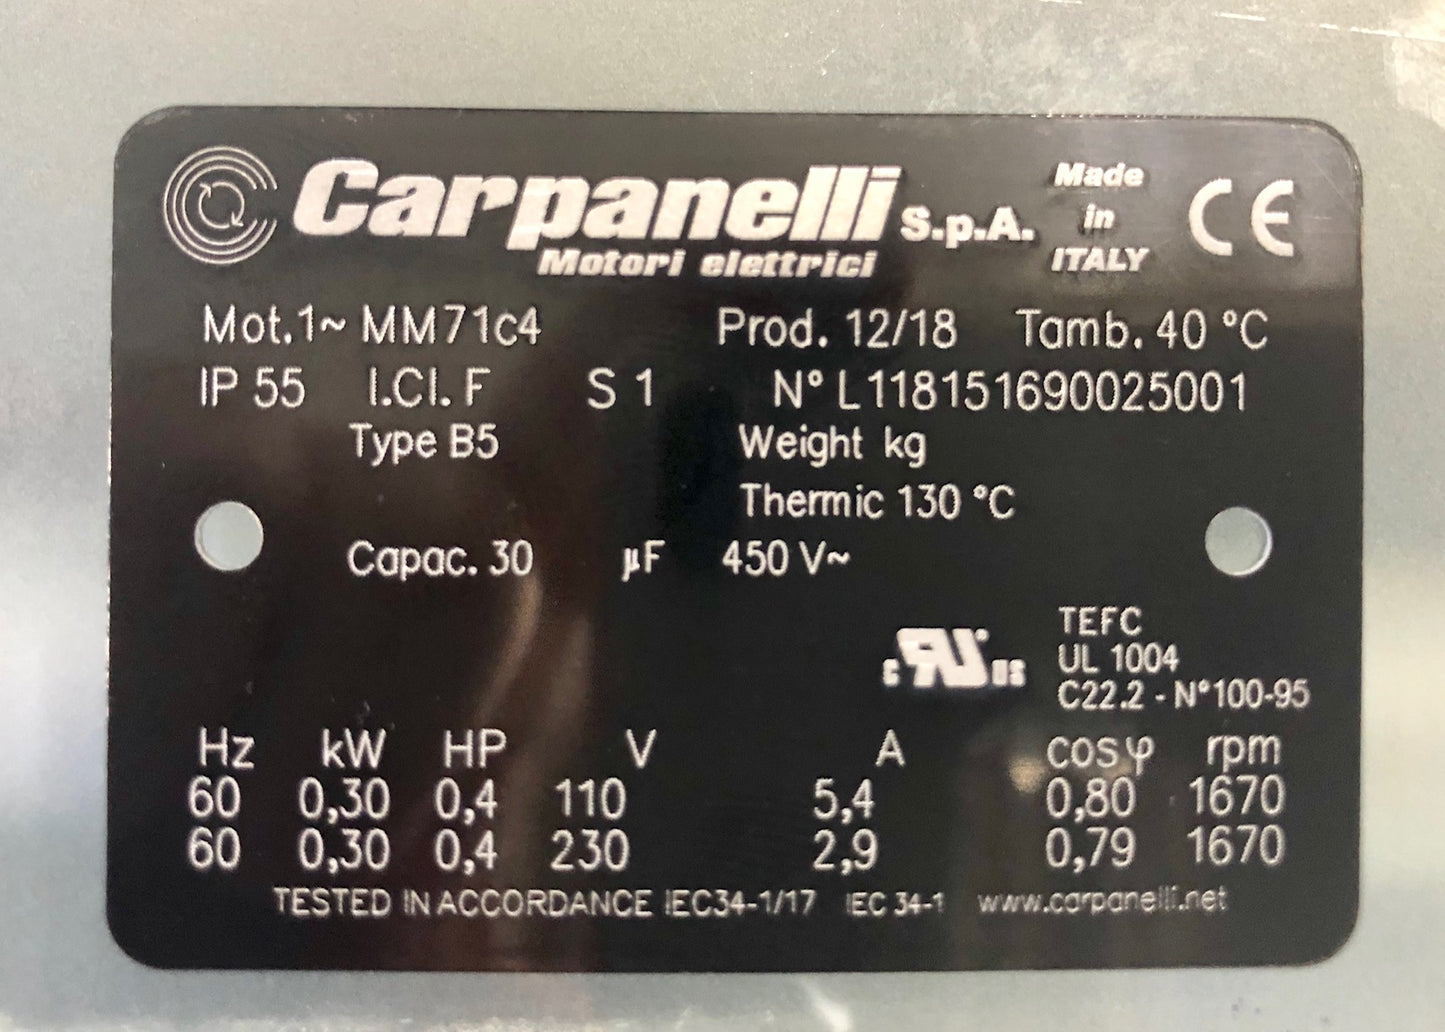 Carpanelli S.p.A.
Motori elettrici
Made
in
ITALY
CE
Mot.1~ MM71c4 Prod. 12/18 Tamb. 40 °C
IP 55 I.Cl. F S 1 N° L118151690025001
Type B5 Weight kg
Thermic 130 °C
Capac. 30 µF 450 V~
c RU US
TEFC
UL 1004
C22.2 - N°100-95
Hz kW HP V A cosφ rpm
60 0,30 0,4 110 5,4 0,80 1670
60 0,30 0,4 230 2,9 0,79 1670
TESTED IN ACCORDANCE IEC34-1/17 IEC 34-1 www.carpanelli.net